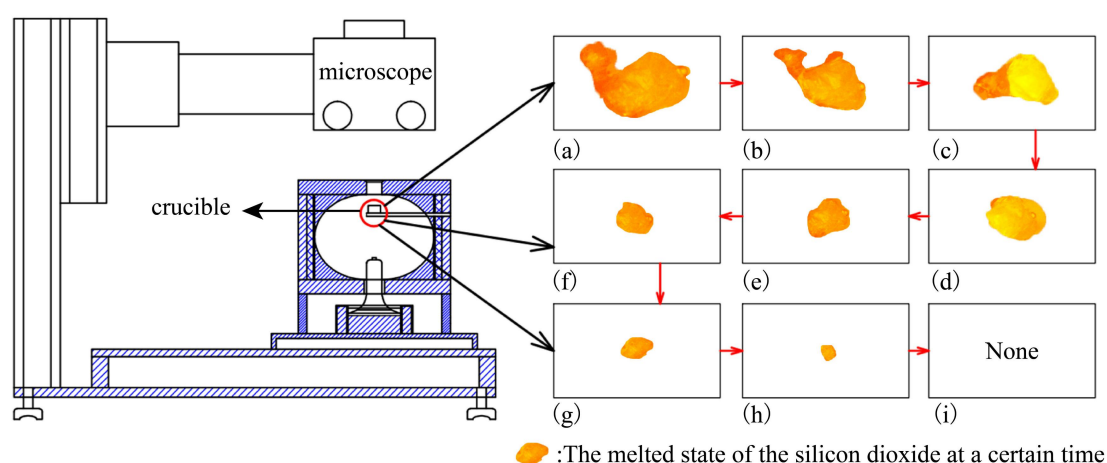 microscope
crucible
(a)
(b)
(c)
(f)
(e)
(d)
None
(g)
(h)
(i)
:The melted state of the silicon dioxide at a certain time